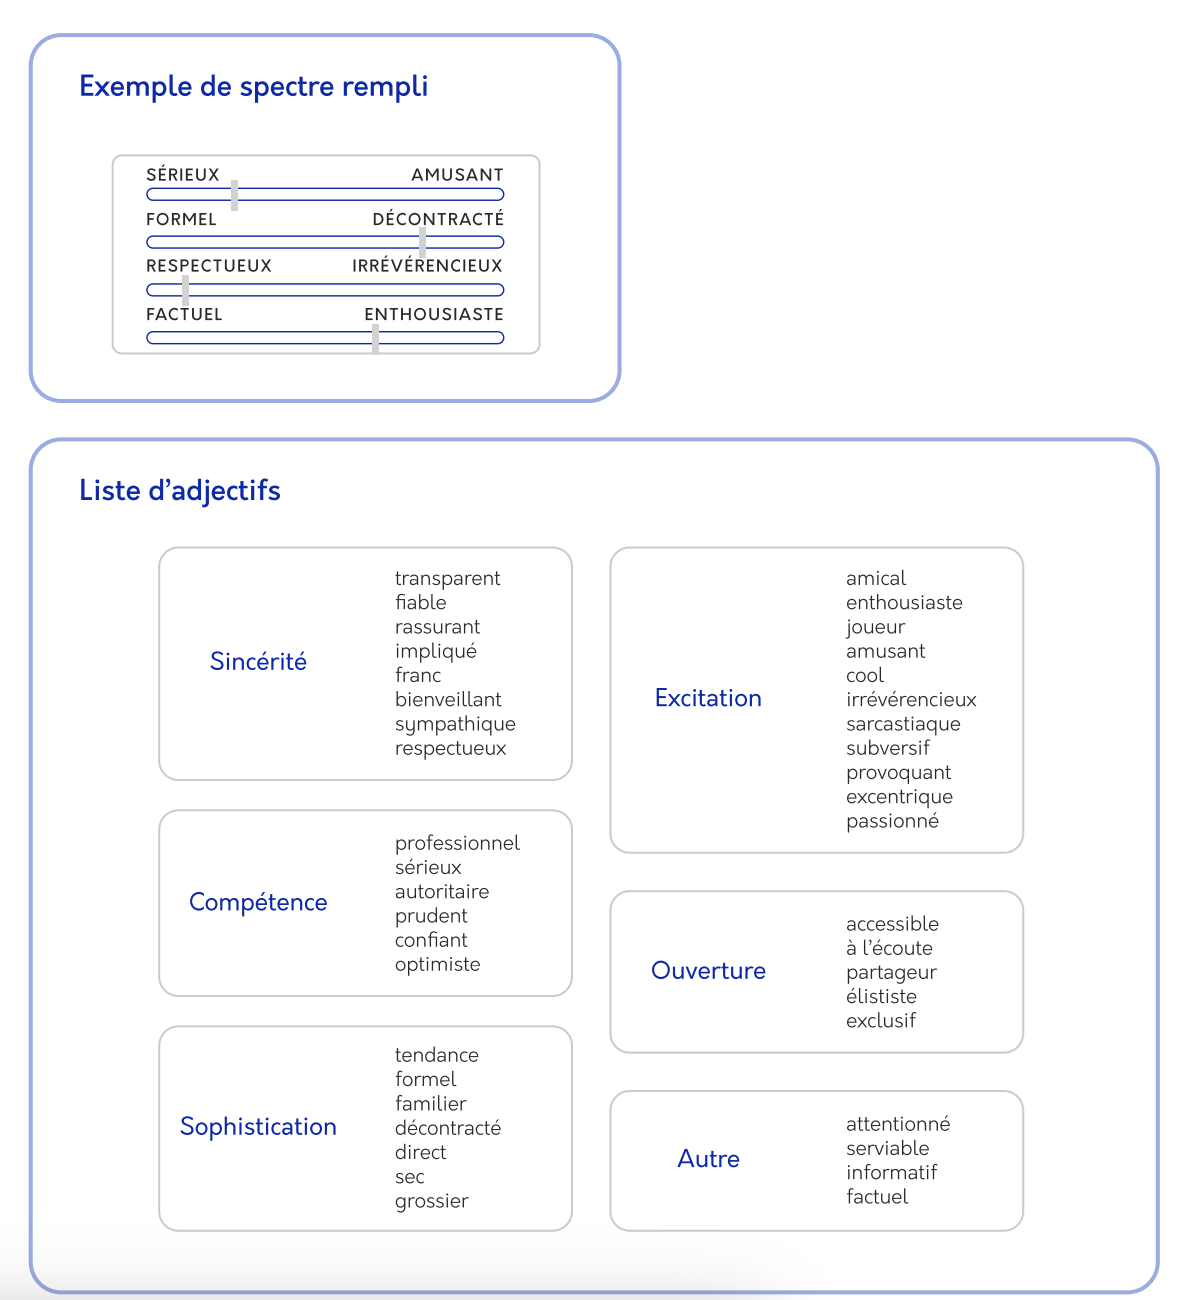 Exemple de spectre rempli
SÉRIEUX AMUSANT
FORMEL DÉCONTRACTÉ
RESPECTUEUX IRRÉVÉRENCIEUX
FACTUEL ENTHOUSIASTE
Liste d’adjectifs
Sincérité
transparent
fiable
rassurant
impliqué
franc
bienveillant
sympathique
respectueux
Excitation
amical
enthousiaste
joueur
amusant
cool
irrévérencieux
sarcastiaque
subversif
provoquant
excentrique
passionné
Compétence
professionnel
sérieux
autoritaire
prudent
confiant
optimiste
Ouverture
accessible
à l’écoute
partageur
élististe
exclusif
Sophistication
tendance
formel
familier
décontracté
direct
sec
grossier
Autre
attentionné
serviable
informatif
factuel